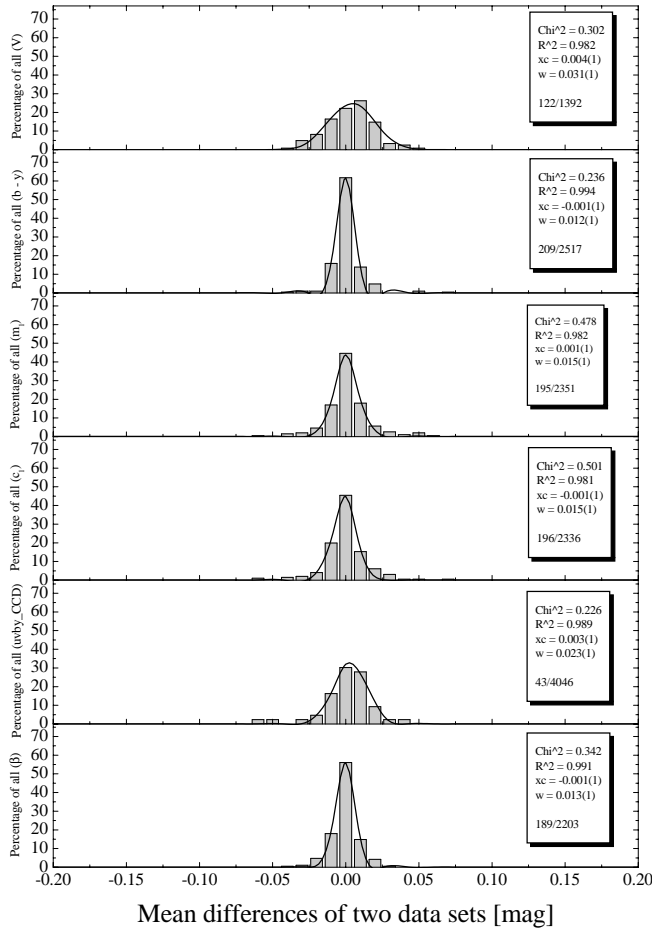 70
60
50
40
30
20
10
0
Percentage of all (V)
Chi^2 = 0.302
R^2 = 0.982
xc = 0.004(1)
w = 0.031(1)
122/1392
70
60
50
40
30
20
10
0
Percentage of all (b - y)
Chi^2 = 0.236
R^2 = 0.994
xc = -0.001(1)
w = 0.012(1)
209/2517
70
60
50
40
30
20
10
0
Percentage of all (m₁)
Chi^2 = 0.478
R^2 = 0.982
xc = 0.001(1)
w = 0.015(1)
195/2351
70
60
50
40
30
20
10
0
Percentage of all (c₁)
Chi^2 = 0.501
R^2 = 0.981
xc = -0.001(1)
w = 0.015(1)
196/2336
70
60
50
40
30
20
10
0
Percentage of all (uvby_CCD)
Chi^2 = 0.226
R^2 = 0.989
xc = 0.003(1)
w = 0.023(1)
43/4046
70
60
50
40
30
20
10
0
Percentage of all (β)
Chi^2 = 0.342
R^2 = 0.991
xc = -0.001(1)
w = 0.013(1)
189/2203
-0.20 -0.15 -0.10 -0.05 0.00 0.05 0.10 0.15 0.20
Mean differences of two data sets [mag]